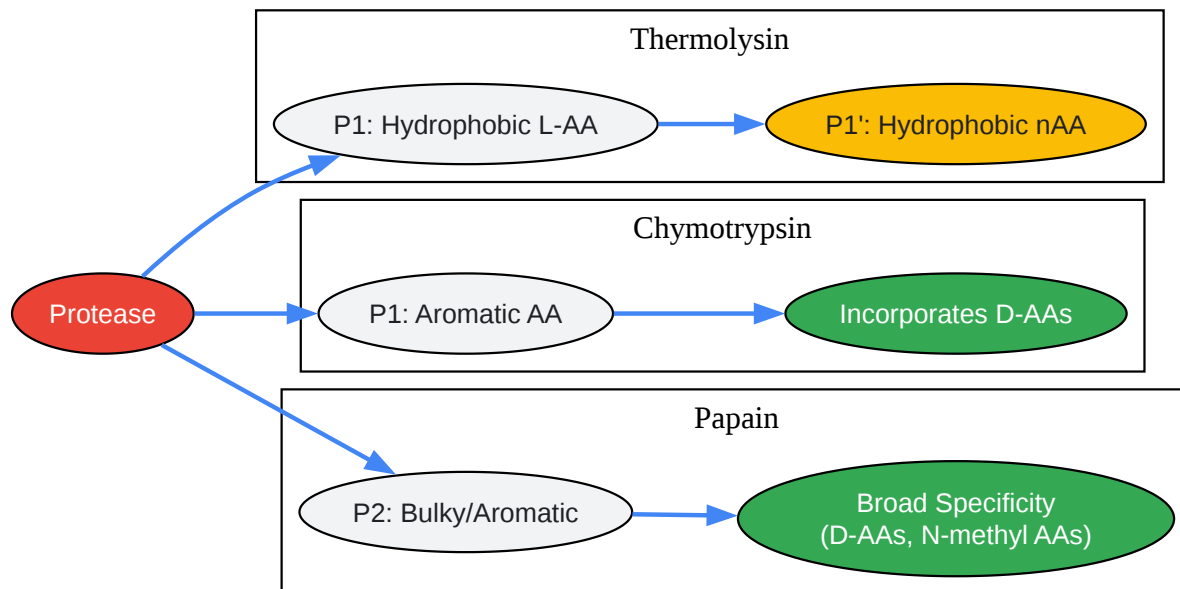 Thermolysin
P1: Hydrophobic L-AA
P1': Hydrophobic nAA
Chymotrypsin
Protease
P1: Aromatic AA
Incorporates D-AAs
Papain
P2: Bulky/Aromatic
Broad Specificity
(D-AAs, N-methyl AAs)